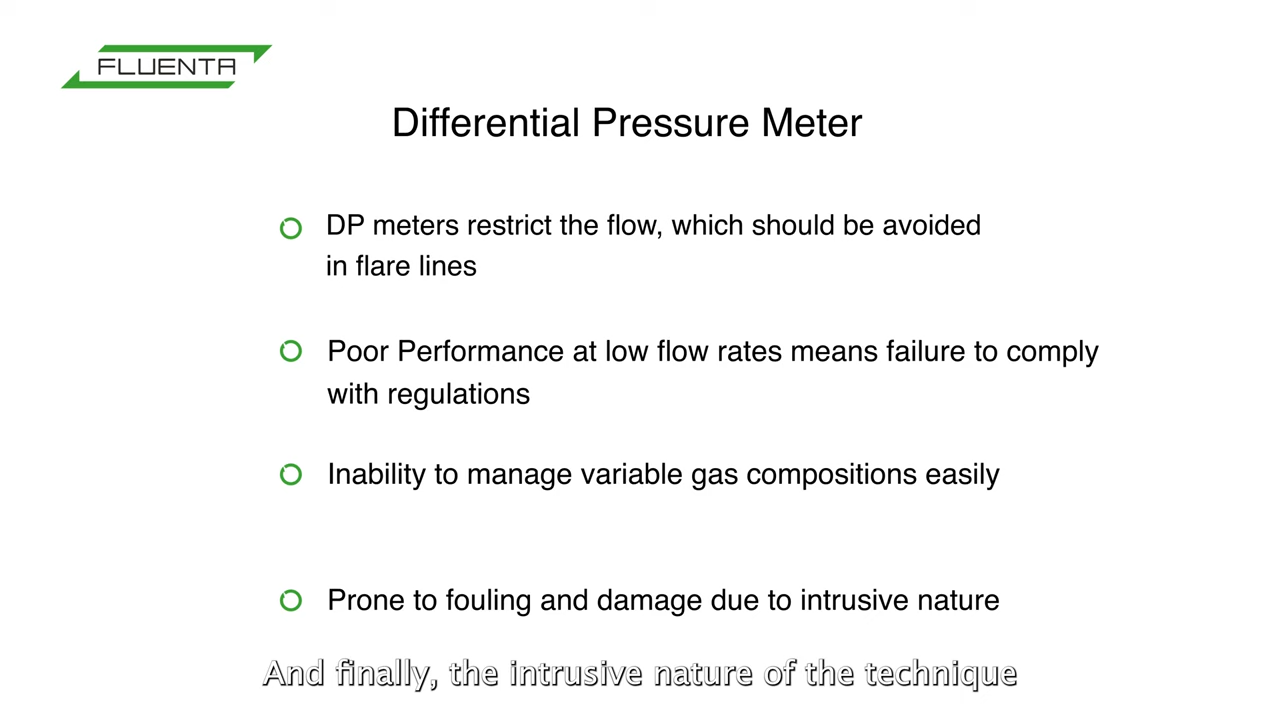 FLUENTA
Differential Pressure Meter
DP meters restrict the flow, which should be avoided
in flare lines
Poor Performance at low flow rates means failure to comply
with regulations
Inability to manage variable gas compositions easily
Prone to fouling and damage due to intrusive nature
And finally, the intrusive nature of the technique